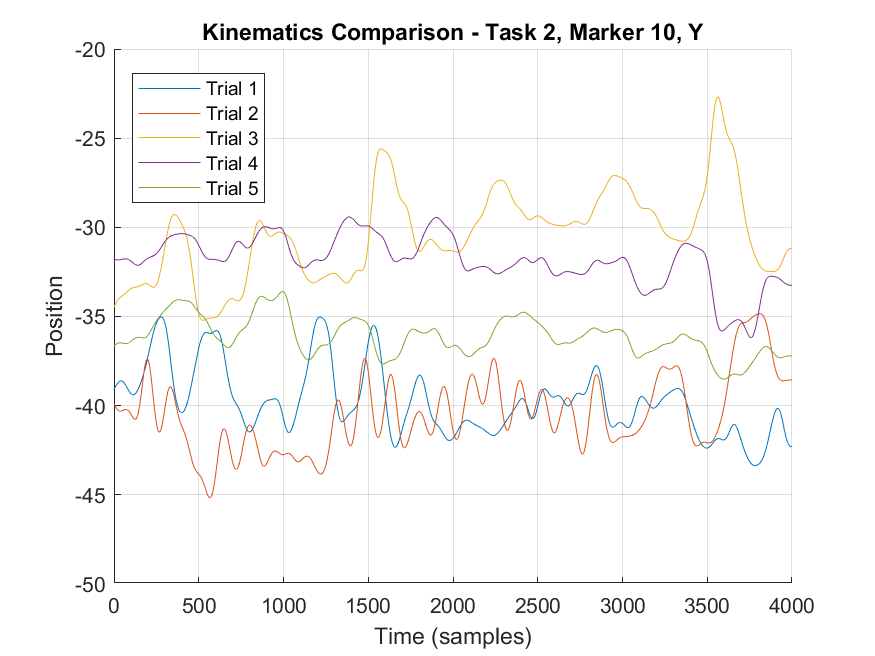 Kinematics Comparison - Task 2, Marker 10, Y
-20
-25
-30
-35
-40
-45
-50
Position
Trial 1
Trial 2
Trial 3
Trial 4
Trial 5
0 500 1000 1500 2000 2500 3000 3500 4000
Time (samples)